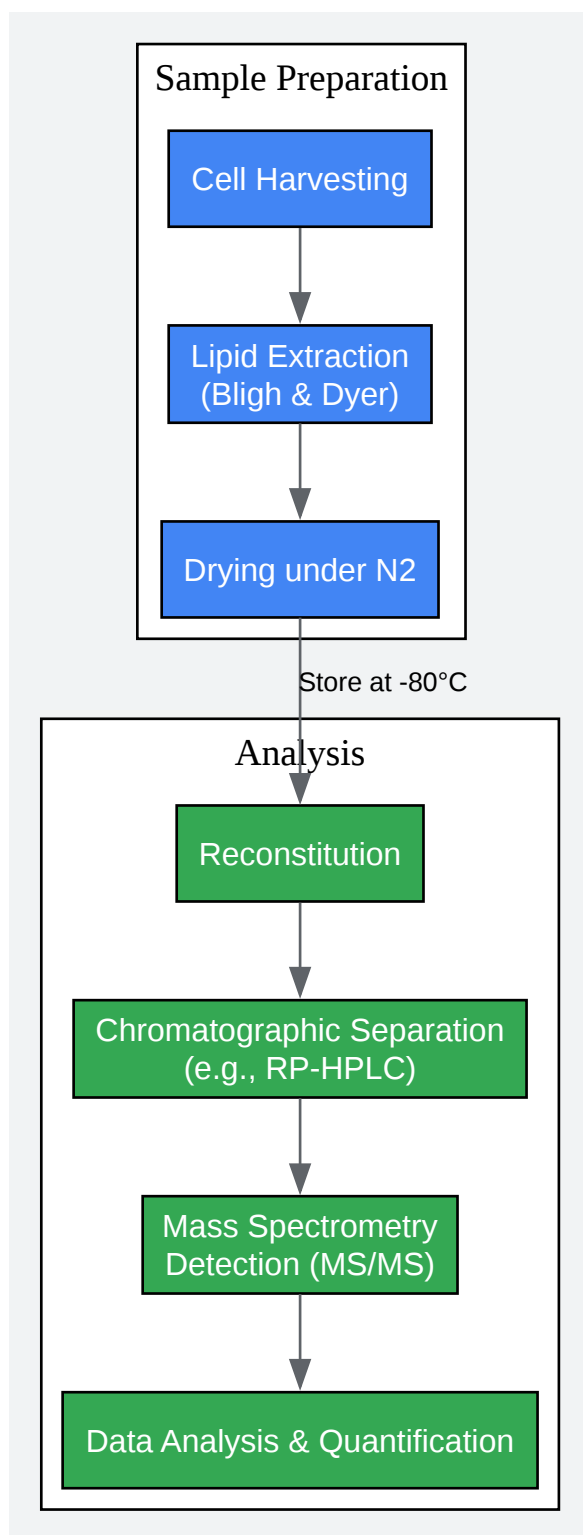 Sample Preparation
Cell Harvesting
Lipid Extraction
(Bligh & Dyer)
Drying under N2
Store at -80°C
Analysis
Reconstitution
Chromatographic Separation
(e.g., RP-HPLC)
Mass Spectrometry
Detection (MS/MS)
Data Analysis & Quantification